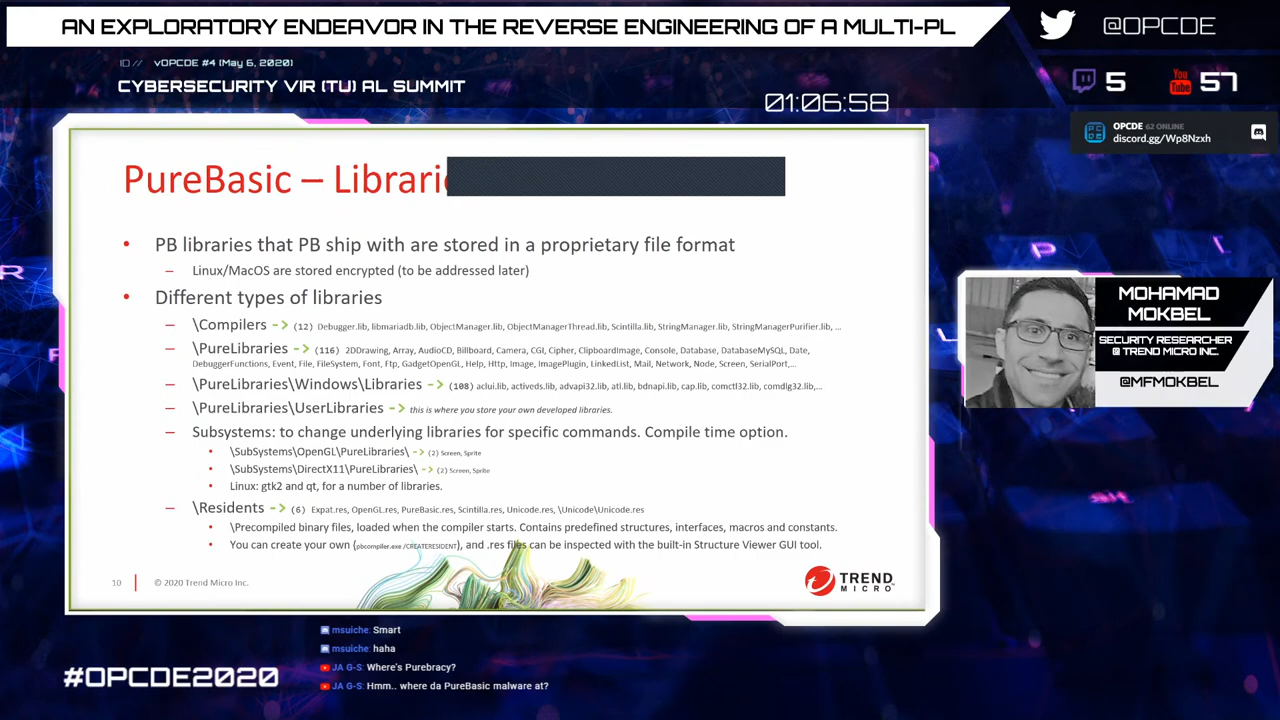 AN EXPLORATORY ENDEAVOR IN THE REVERSE ENGINEERING OF A MULTI-PL
@OPCDE
ID // vOPCDE #4 (May 6, 2020)
CYBERSECURITY VIR (TU) AL SUMMIT
01:06:58
5
You Tube
57
OPCDE 62 ONLINE
discord.gg/Wp8Nzxh
PureBasic – Librari
• PB libraries that PB ship with are stored in a proprietary file format
– Linux/MacOS are stored encrypted (to be addressed later)
• Different types of libraries
– \Compilers -> (12) Debugger.lib, libmariadb.lib, ObjectManager.lib, ObjectManagerThread.lib, Scintilla.lib, StringManager.lib, StringManagerPurifier.lib, ...
– \PureLibraries -> (116) 2DDrawing, Array, AudioCD, Billboard, Camera, CGI, Cipher, ClipboardImage, Console, Database, DatabaseMySQL, Date,
DebuggerFunctions, Event, File, FileSystem, Font, Ftp, GadgetOpenGL, Help, Http, Image, ImagePlugin, LinkedList, Mail, Network, Node, Screen, SerialPort,...
– \PureLibraries\Windows\Libraries -> (108) aclui.lib, activeds.lib, advapi32.lib, atl.lib, bdnapi.lib, cap.lib, comctl32.lib, comdlg32.lib,...
– \PureLibraries\UserLibraries -> this is where you store your own developed libraries.
– Subsystems: to change underlying libraries for specific commands. Compile time option.
• \SubSystems\OpenGL\PureLibraries\ -> (2) Screen, Sprite
• \SubSystems\DirectX11\PureLibraries\ -> (2) Screen, Sprite
• Linux: gtk2 and qt, for a number of libraries.
– \Residents -> (6) Expat.res, OpenGL.res, PureBasic.res, Scintilla.res, Unicode.res, \Unicode\Unicode.res
• \Precompiled binary files, loaded when the compiler starts. Contains predefined structures, interfaces, macros and constants.
• You can create your own (pbcompiler.exe /CREATERESIDENT), and .res files can be inspected with the built-in Structure Viewer GUI tool.
10
© 2020 Trend Micro Inc.
TREND
MICRO
MOHAMAD
MOKBEL
SECURITY RESEARCHER
@ TREND MICRO INC.
@MFMOKBEL
#OPCDE2020
msuiche: Smart
msuiche: haha
JA G-S: Where's Purebracy?
JA G-S: Hmm.. where da PureBasic malware at?